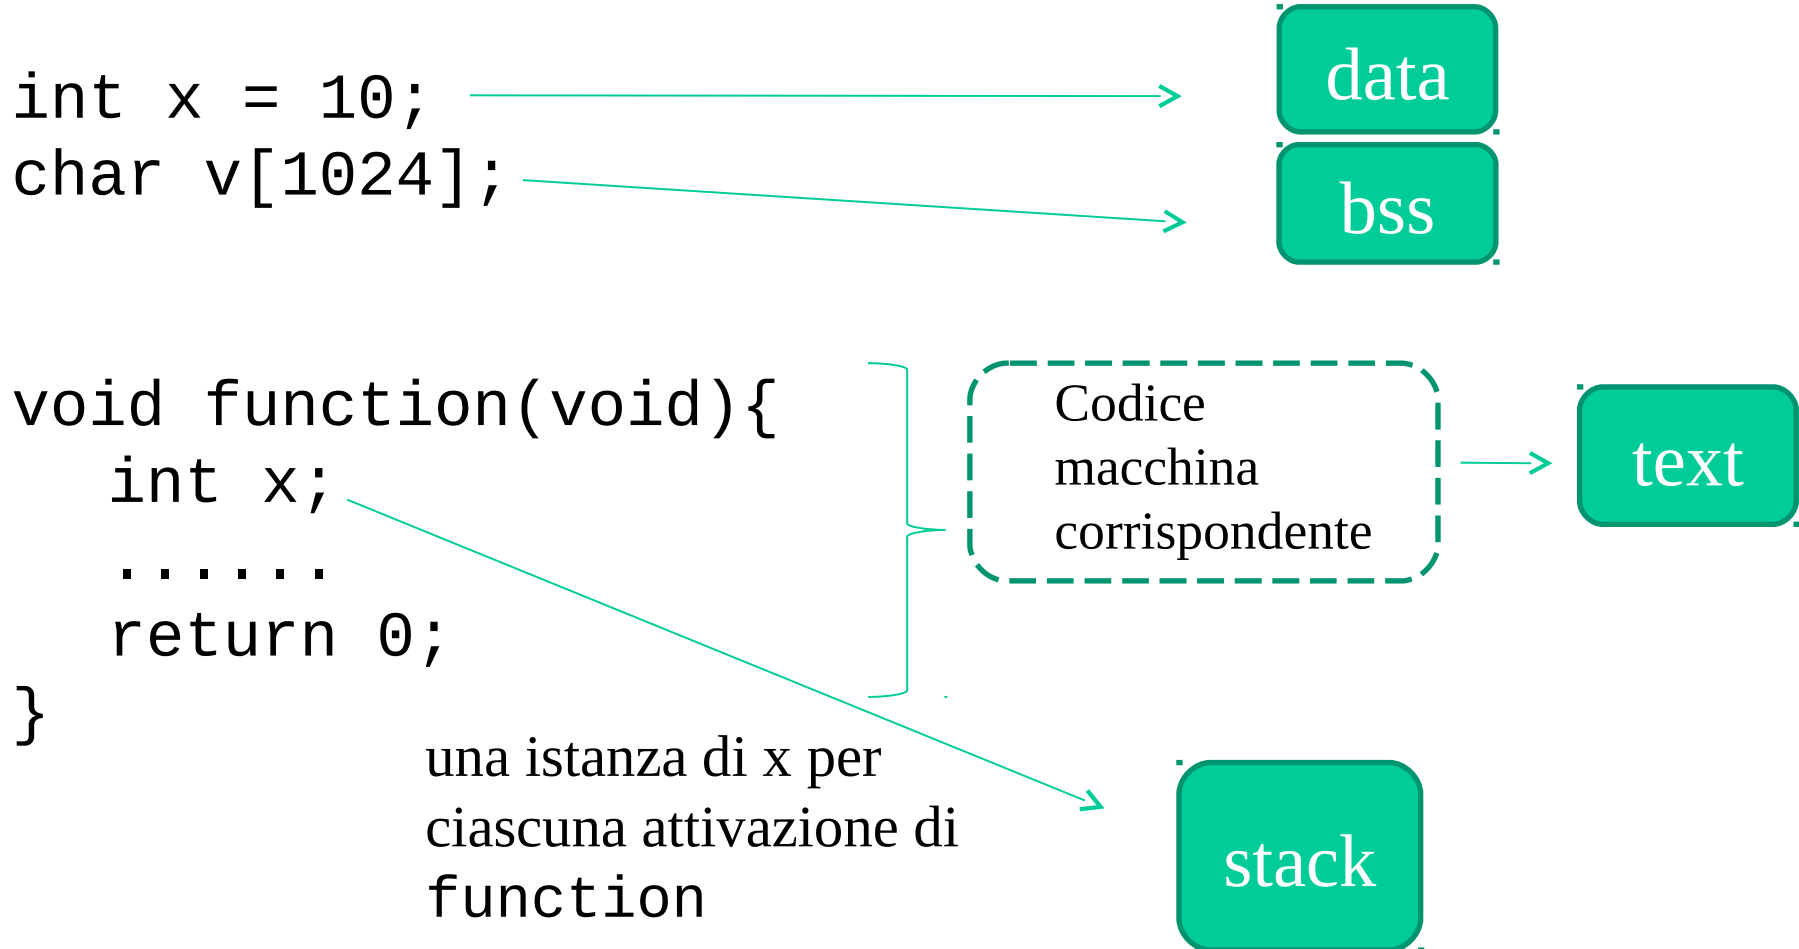 int x = 10;
char v[1024];
data
bss
void function(void){
int x;
......
return 0;
}
Codice
macchina
corrispondente
text
una istanza di x per
ciascuna attivazione di
function
stack